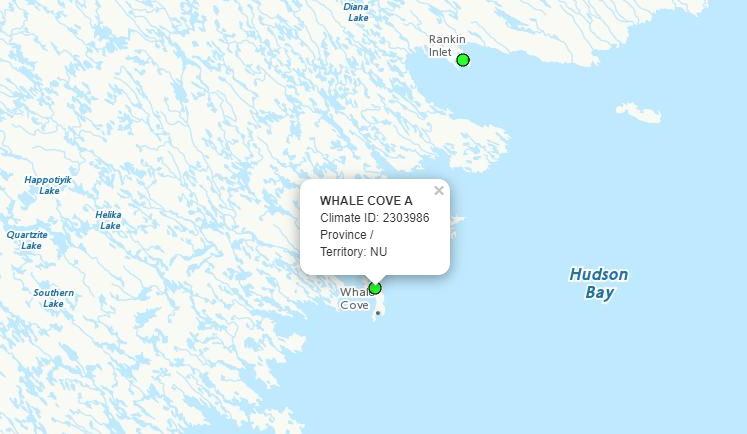 Diana
Lake
Rankin
Inlet
×
WHALE COVE A
Climate ID: 2303986
Province /
Territory: NU
Happotiyik
Lake
Helika
Lake
Quartzite
Lake
Hudson
Bay
Southern
Lake
Whale
Cove